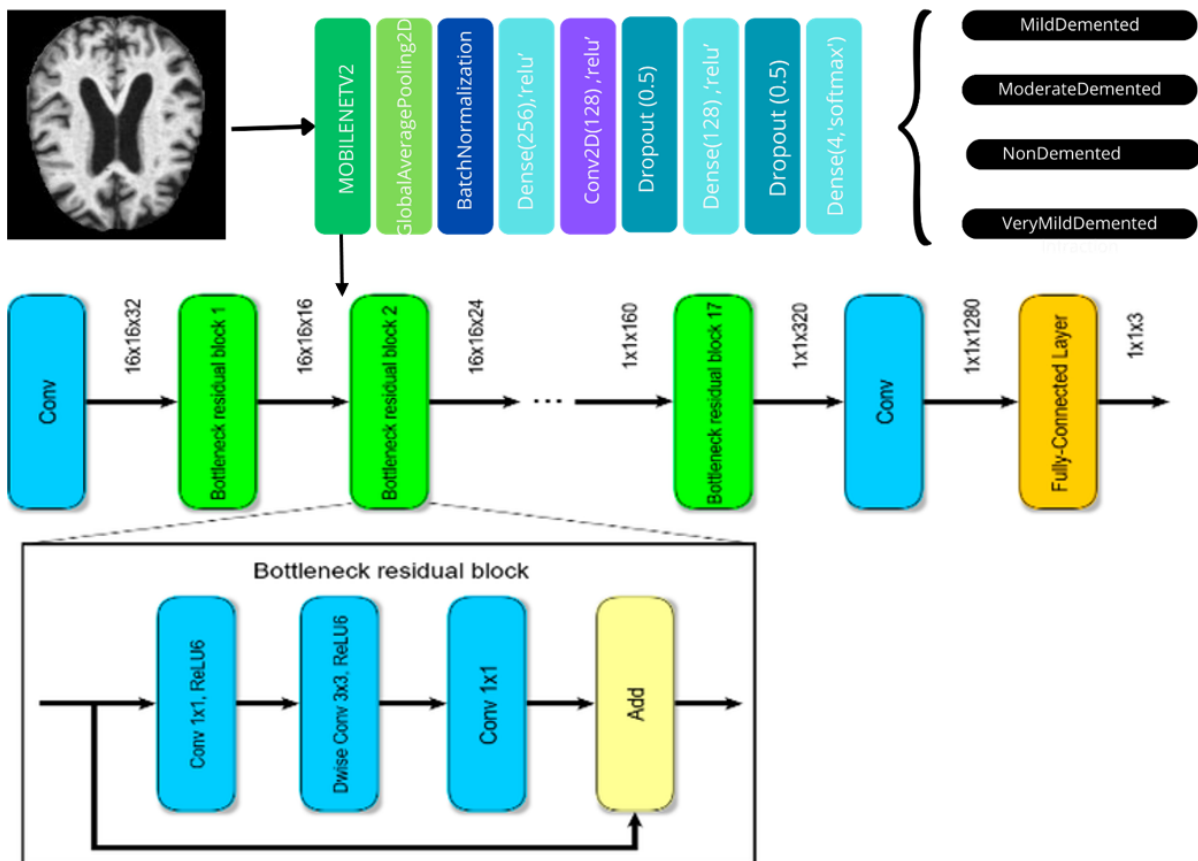 MOBILENETV2
GlobalAveragePooling2D
BatchNormalization
Dense(256),'relu'
Conv2D(128) ,'relu'
Dropout (0.5)
Dense(128) ,'relu'
Dropout (0.5)
Dense(4,'softmax')
MildDemented
ModerateDemented
NonDemented
VeryMildDemented
Conv
16x16x32
Bottleneck residual block 1
16x16x16
Bottleneck residual block 2
16x16x24
...
1x1x160
Bottleneck residual block 17
1x1x320
Conv
1x1x1280
Fully-Connected Layer
1x1x3
Bottleneck residual block
Conv 1x1, ReLU6
Dwise Conv 3x3, ReLU6
Conv 1x1
Add